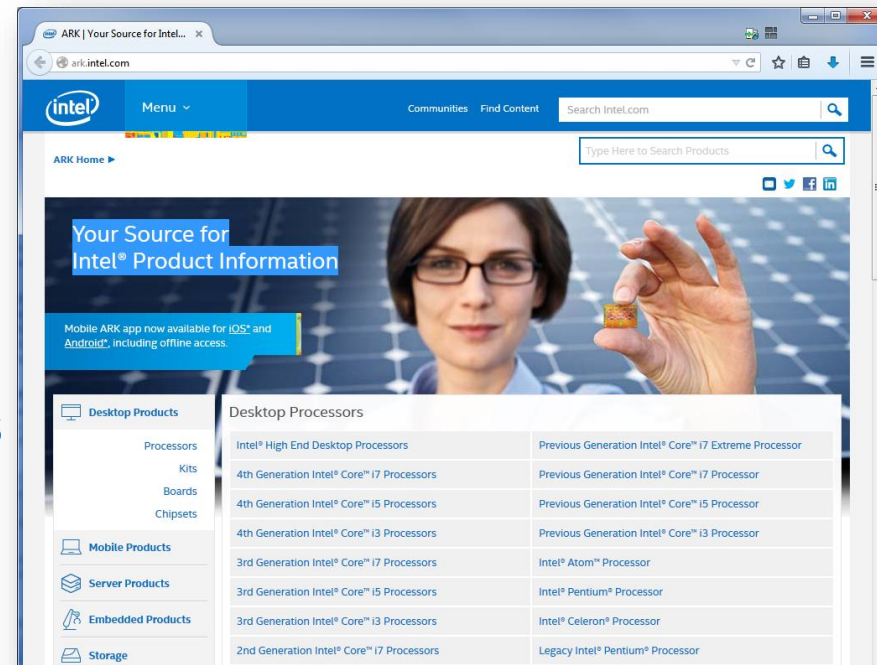 ARK | Your Source for Intel...
ark.intel.com
intel
Menu
Communities Find Content Search Intel.com
ARK Home ▶
Type Here to Search Products
Your Source for
Intel® Product Information
Mobile ARK app now available for iOS* and
Android*, including offline access.
Desktop Products
Processors
Kits
Boards
Chipsets
Mobile Products
Server Products
Embedded Products
Storage
Desktop Processors
Intel® High End Desktop Processors
4th Generation Intel® Core™ i7 Processors
4th Generation Intel® Core™ i5 Processors
4th Generation Intel® Core™ i3 Processors
3rd Generation Intel® Core™ i7 Processors
3rd Generation Intel® Core™ i5 Processors
3rd Generation Intel® Core™ i3 Processors
2nd Generation Intel® Core™ i7 Processors
Previous Generation Intel® Core™ i7 Extreme Processor
Previous Generation Intel® Core™ i7 Processor
Previous Generation Intel® Core™ i5 Processor
Previous Generation Intel® Core™ i3 Processor
Intel® Atom™ Processor
Intel® Pentium® Processor
Intel® Celeron® Processor
Legacy Intel® Pentium® Processor